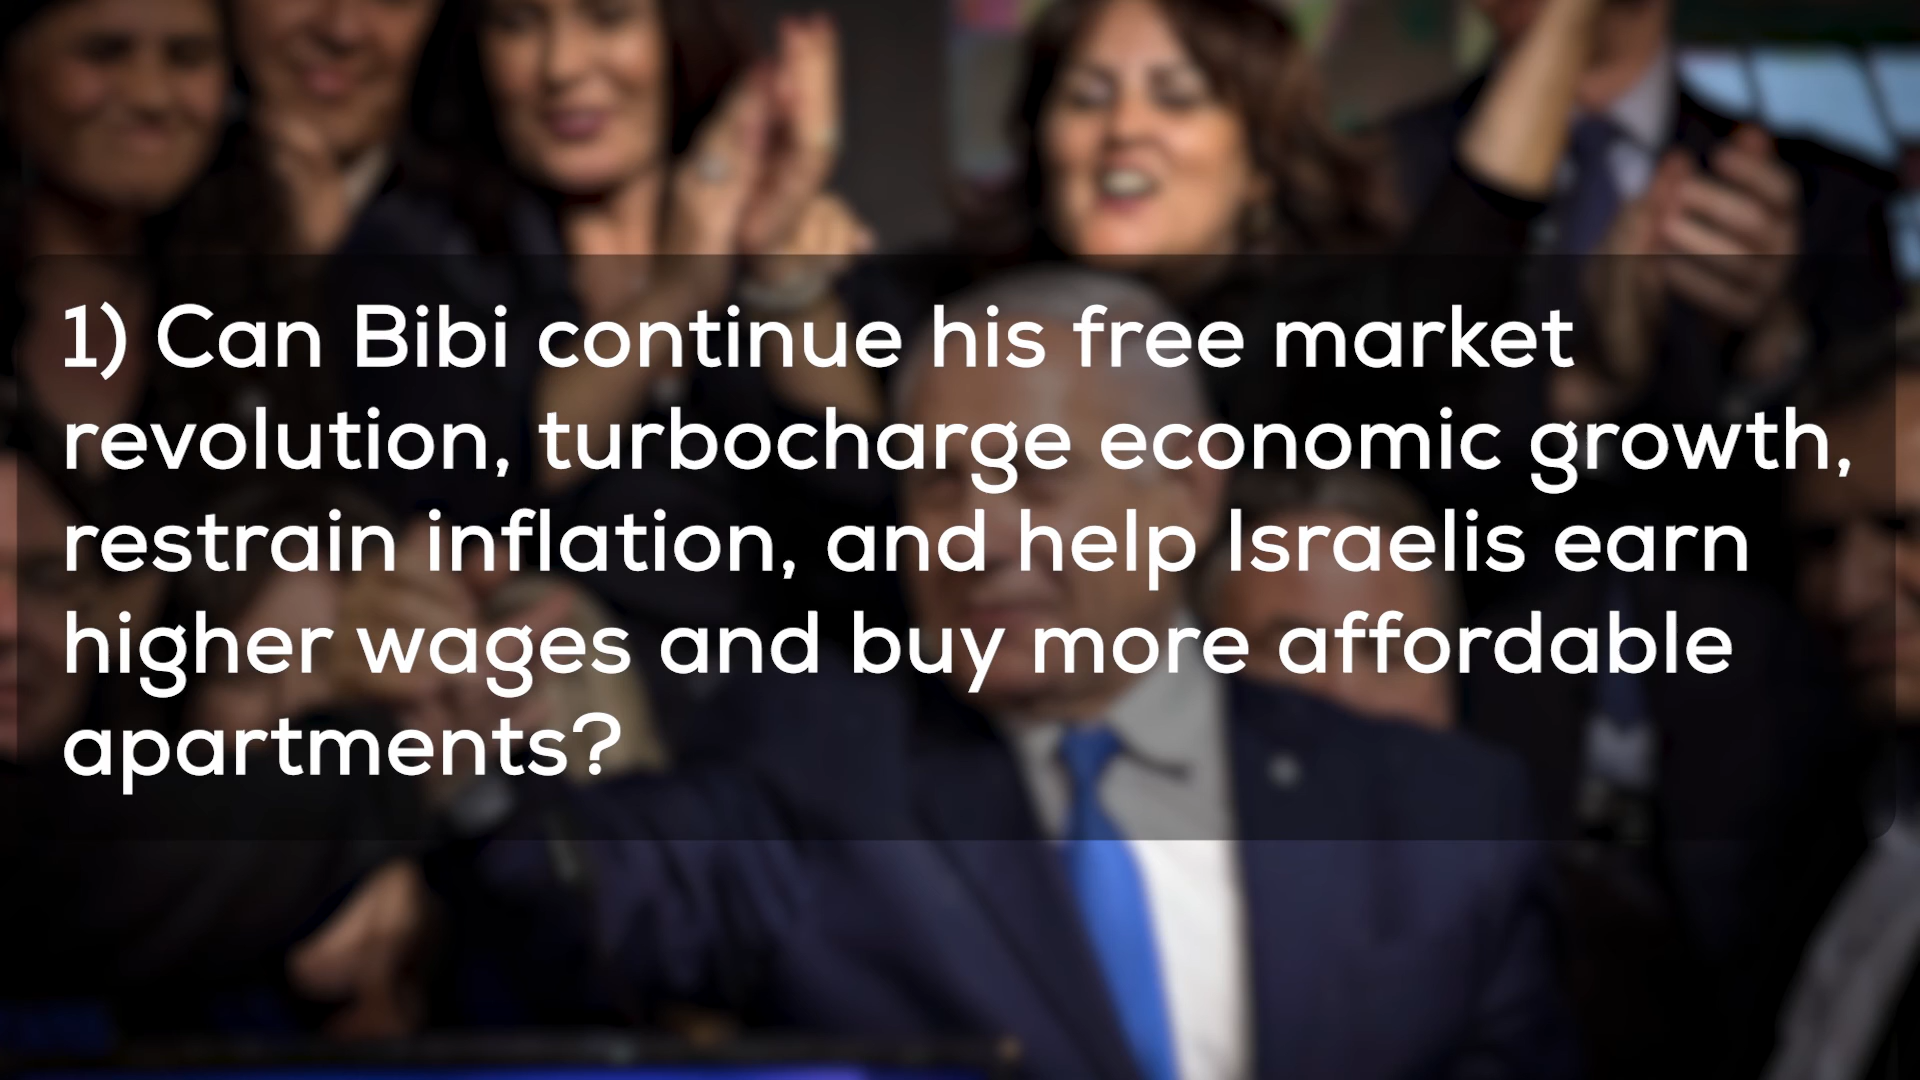 1) Can Bibi continue his free market
revolution, turbocharge economic growth,
restrain inflation, and help Israelis earn
higher wages and buy more affordable
apartments?